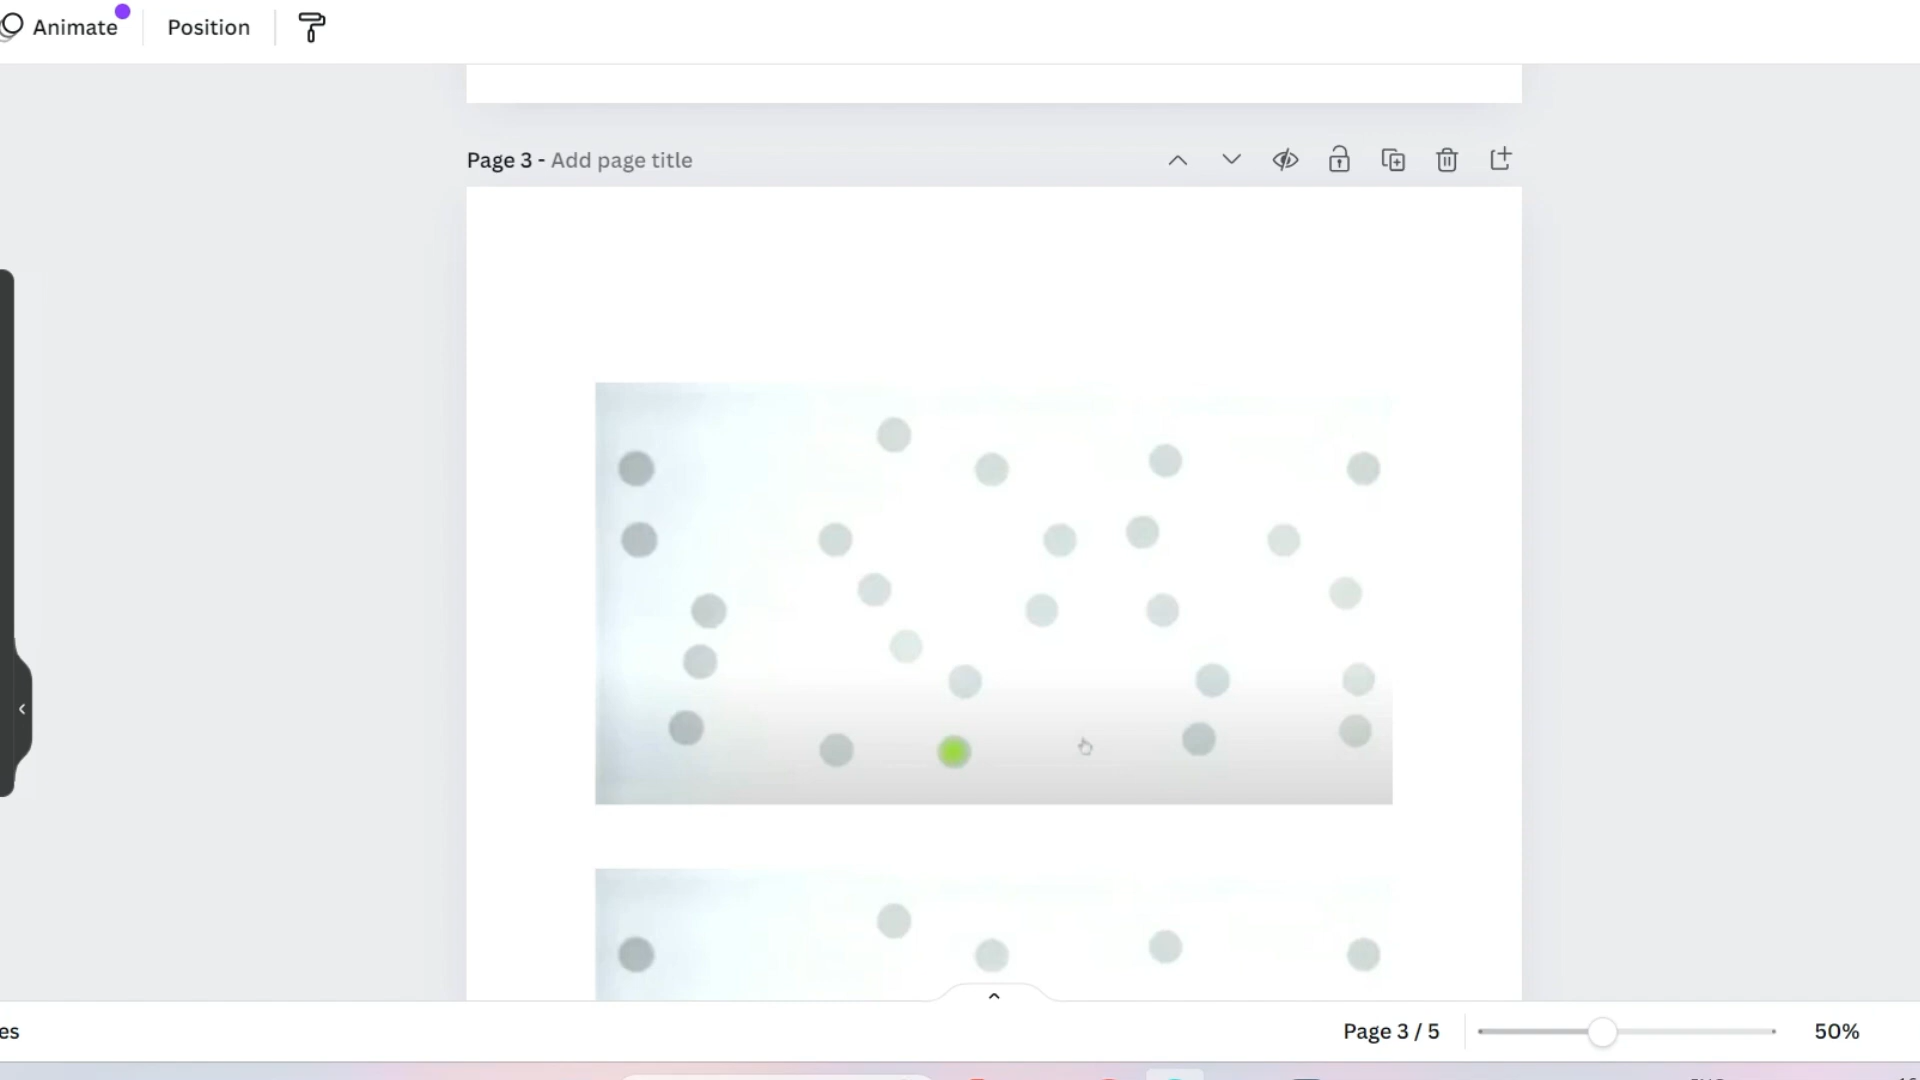 Animate
Position
Page 3 - Add page title
es
Page 3 / 5
50%